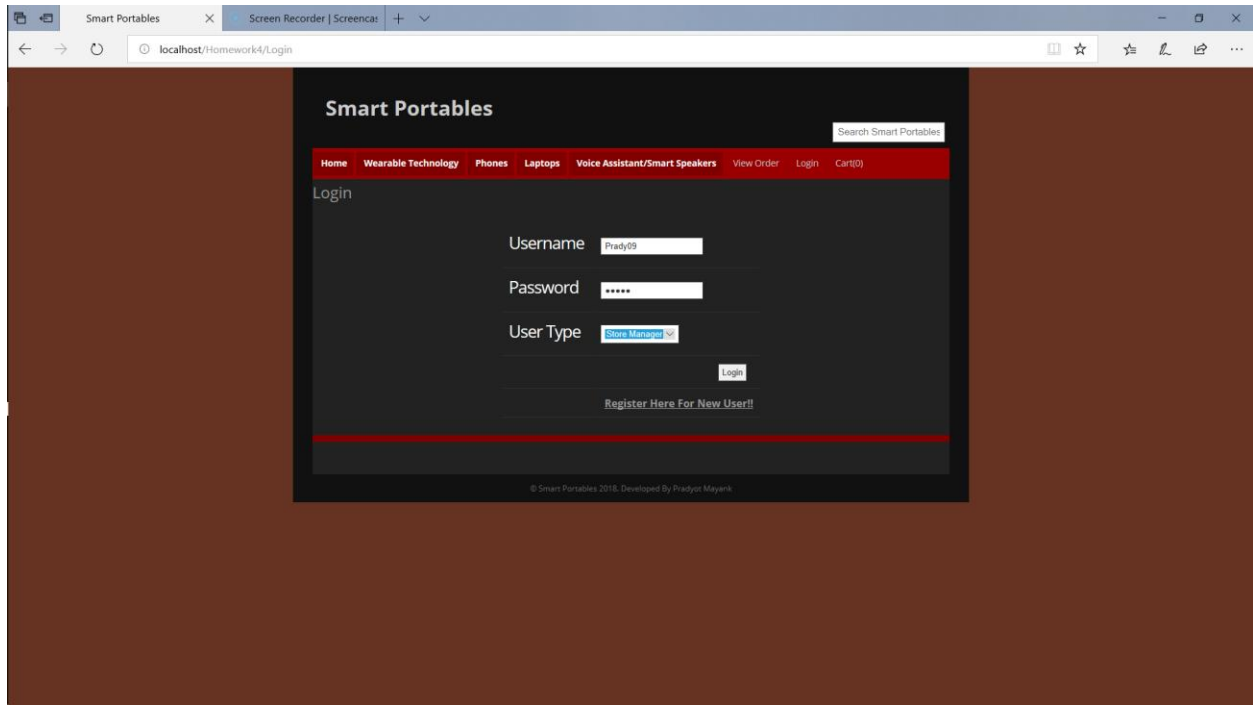 Smart Portables Screen Recorder | Screencas
localhost/Homework4/Login
Smart Portables
Search Smart Portables
Home Wearable Technology Phones Laptops Voice Assistant/Smart Speakers View Order Login Cart(0)
Login
Username Prady09
Password •••••
User Type Store Manager
Login
Register Here For New User!!
© Smart Portables 2018. Developed By Pradyot Mayank